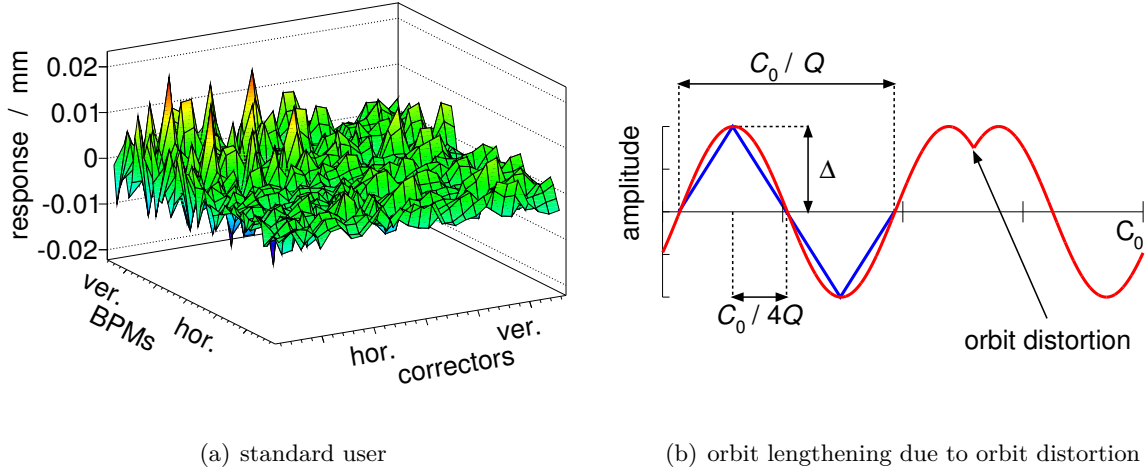 0.02
0.01
0
-0.01
-0.02
response / mm
ver.
BPMs
hor.
hor.
correctors
ver.
(a) standard user
C0 / Q
amplitude
Δ
C0
C0 / 4Q
orbit distortion
(b) orbit lengthening due to orbit distortion